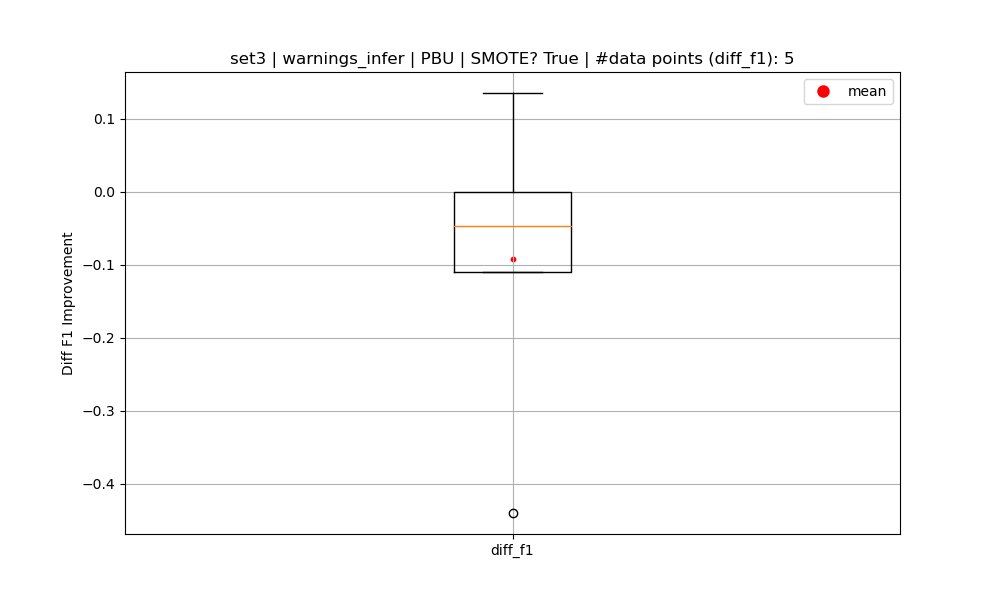 set3 | warnings_infer | PBU | SMOTE? True | #data points (diff_f1): 5
mean
0.1
0.0
−0.1
−0.2
−0.3
−0.4
Diff F1 Improvement
diff_f1